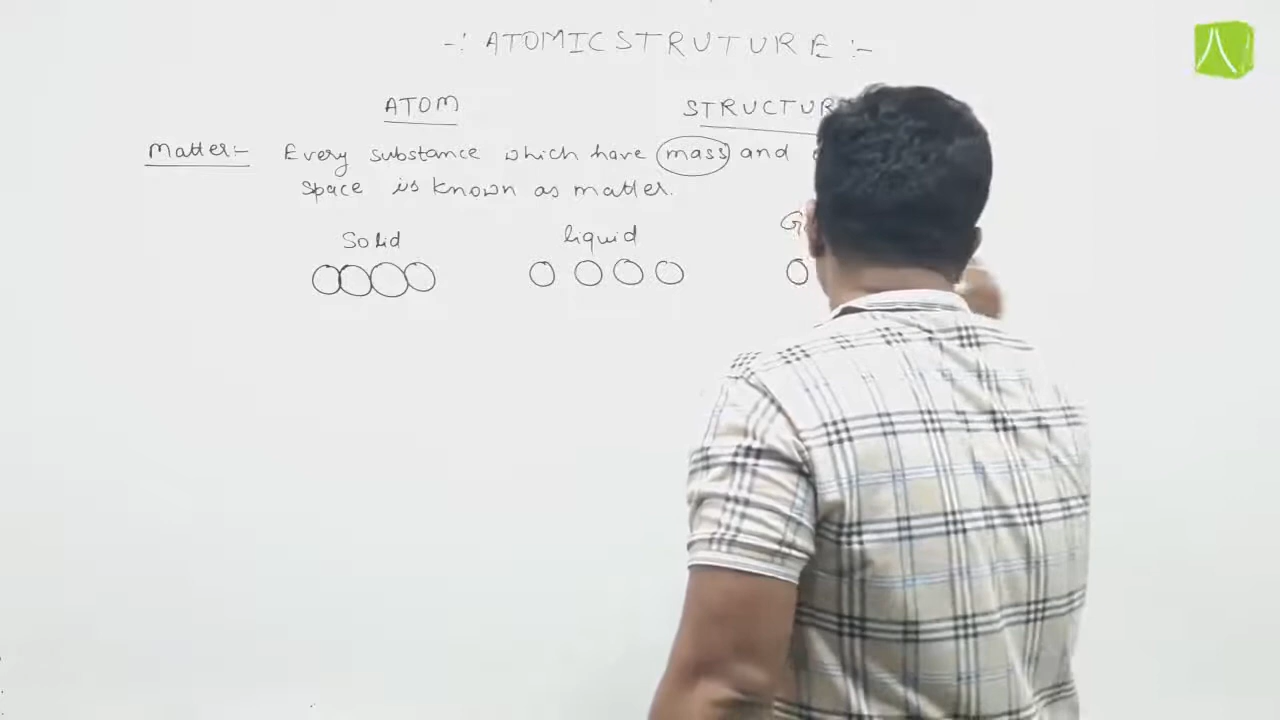 -: ATOMIC STRUTURE :-
ATOM STRUCTUR
Matter:- Every substance which have mass and
space is known as matter.
Solid liquid G